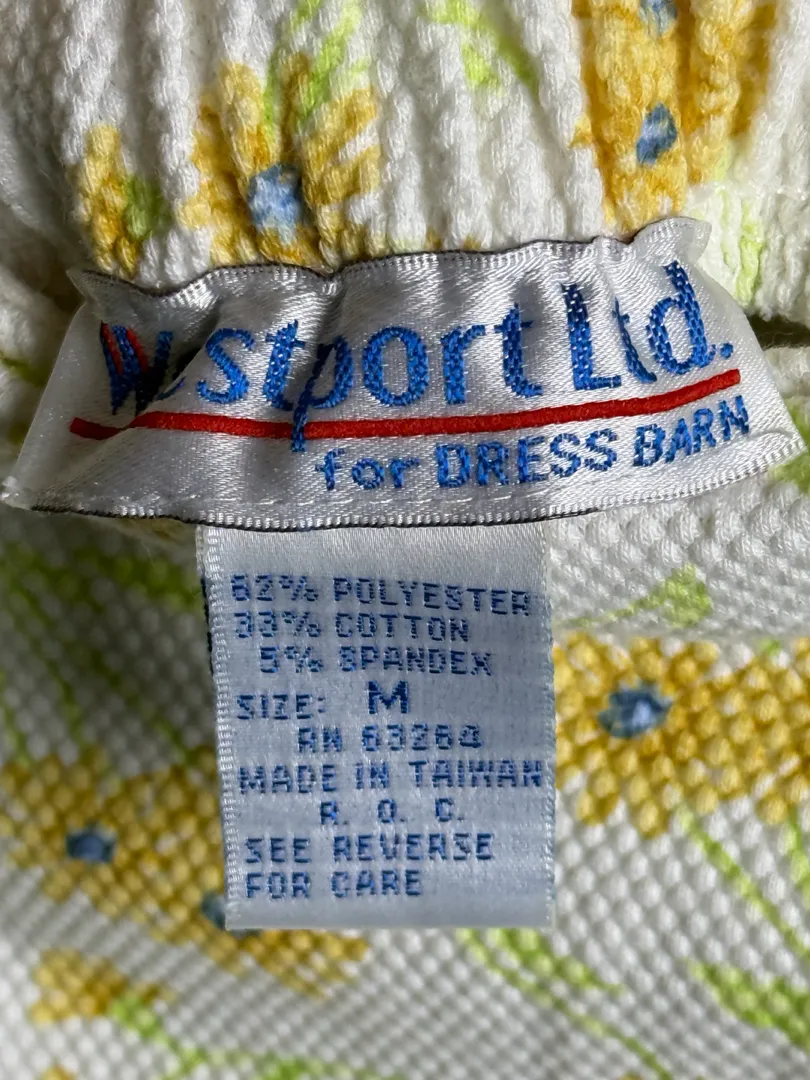 Westport Ltd.
for DRESS BARN
62% POLYESTER
33% COTTON
5% SPANDEX
SIZE: M
RN 63264
MADE IN TAIWAN
R. O. C.
SEE REVERSE
FOR CARE